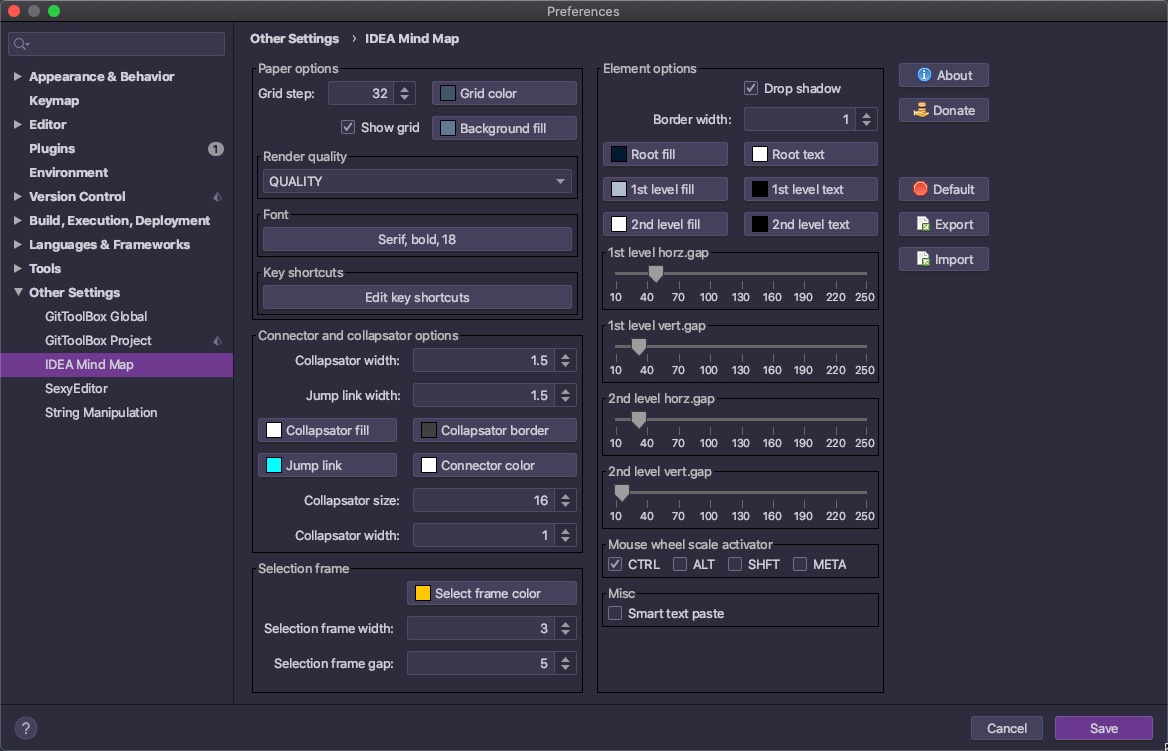 Preferences
Appearance & Behavior
Keymap
Editor
Plugins 1
Environment
Version Control
Build, Execution, Deployment
Languages & Frameworks
Tools
Other Settings
GitToolBox Global
GitToolBox Project
IDEA Mind Map
SexyEditor
String Manipulation
Other Settings › IDEA Mind Map
Paper options
Grid step: 32 Grid color
Show grid Background fill
Render quality
QUALITY
Font
Serif, bold, 18
Key shortcuts
Edit key shortcuts
Connector and collapsator options
Collapsator width: 1.5
Jump link width: 1.5
Collapsator fill Collapsator border
Jump link Connector color
Collapsator size: 16
Collapsator width: 1
Selection frame
Select frame color
Selection frame width: 3
Selection frame gap: 5
Element options
Drop shadow
Border width: 1
Root fill Root text
1st level fill 1st level text
2nd level fill 2nd level text
1st level horz.gap
10 40 70 100 130 160 190 220 250
1st level vert.gap
10 40 70 100 130 160 190 220 250
2nd level horz.gap
10 40 70 100 130 160 190 220 250
2nd level vert.gap
10 40 70 100 130 160 190 220 250
Mouse wheel scale activator
CTRL ALT SHFT META
Misc
Smart text paste
About
Donate
Default
Export
Import
? Cancel Save